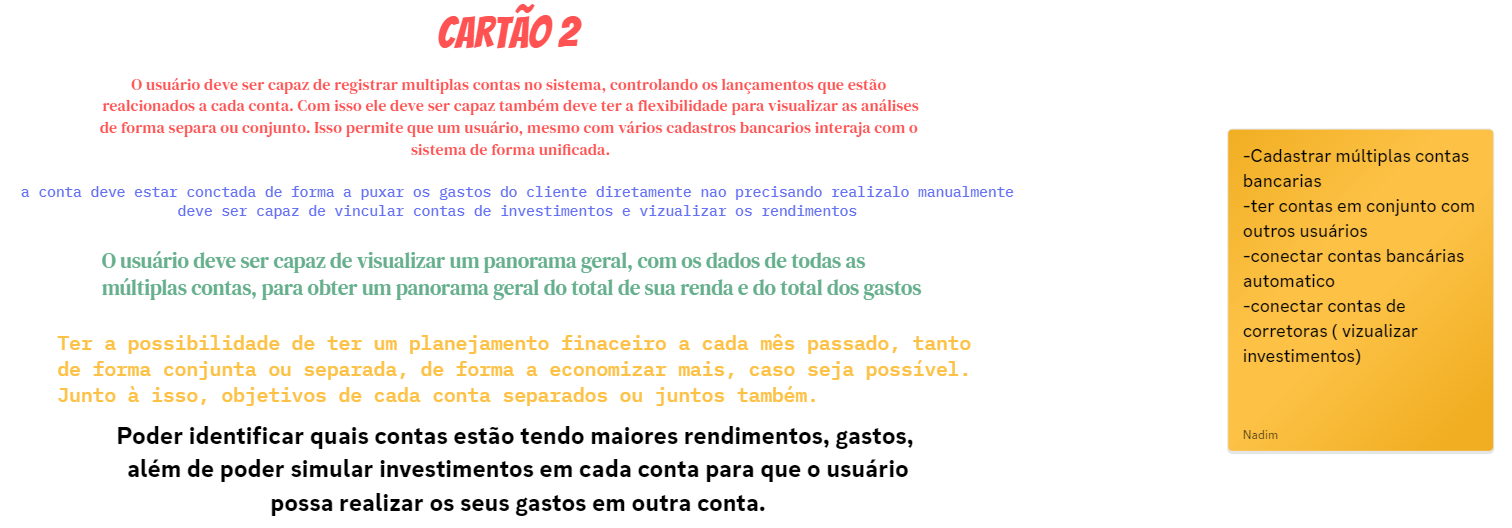 CARTÃO 2
O usuário deve ser capaz de registrar multiplas contas no sistema, controlando os lançamentos que estão
realcionados a cada conta. Com isso ele deve ser capaz também deve ter a flexibilidade para visualizar as análises
de forma separa ou conjunto. Isso permite que um usuário, mesmo com vários cadastros bancarios interaja com o
sistema de forma unificada.
a conta deve estar conctada de forma a puxar os gastos do cliente diretamente nao precisando realizalo manualmente
deve ser capaz de vincular contas de investimentos e vizualizar os rendimentos
O usuário deve ser capaz de visualizar um panorama geral, com os dados de todas as
múltiplas contas, para obter um panorama geral do total de sua renda e do total dos gastos
Ter a possibilidade de ter um planejamento finaceiro a cada mês passado, tanto
de forma conjunta ou separada, de forma a economizar mais, caso seja possível.
Junto à isso, objetivos de cada conta separados ou juntos também.
Poder identificar quais contas estão tendo maiores rendimentos, gastos,
além de poder simular investimentos em cada conta para que o usuário
possa realizar os seus gastos em outra conta.
-Cadastrar múltiplas contas
bancarias
-ter contas em conjunto com
outros usuários
-conectar contas bancárias
automatico
-conectar contas de
corretoras ( vizualizar
investimentos)
Nadim